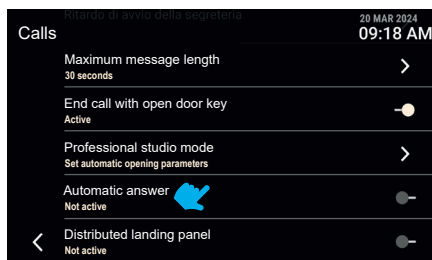 Ritardo di avvio della segreteria
20 MAR 2024
Calls
09:18 AM
Maximum message length
30 seconds
End call with open door key
Active
Professional studio mode
Set automatic opening parameters
Automatic answer
Not active
Distributed landing panel
Not active